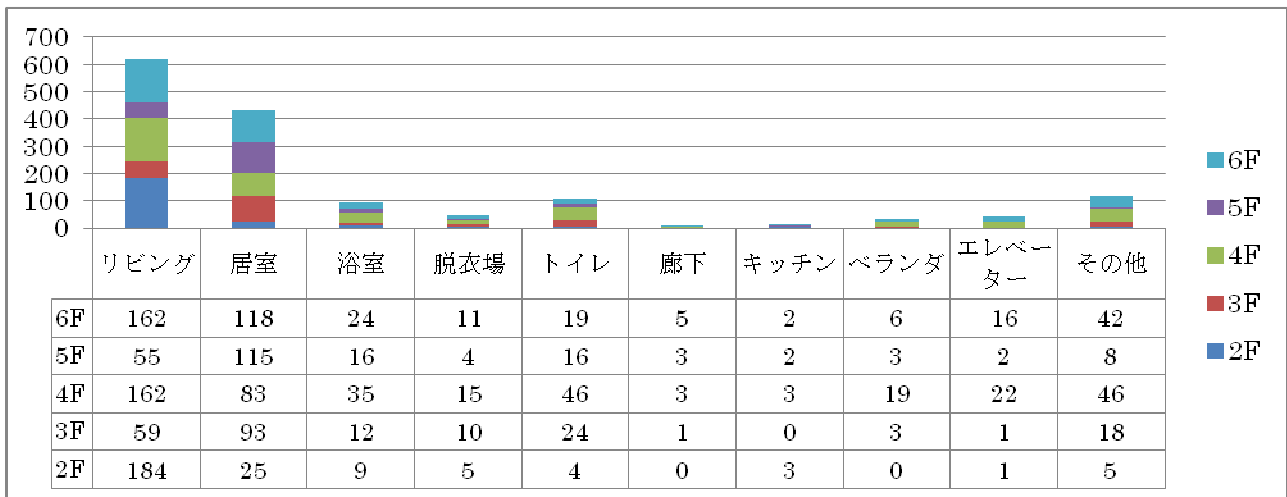 700
600
500
400
300
200
100
0
リビング 居室 浴室 脱衣場 トイレ 廊下 キッチン ベランダ エレベーター その他
6F 162 118 24 11 19 5 2 6 16 42
5F 55 115 16 4 16 3 2 3 2 8
4F 162 83 35 15 46 3 3 19 22 46
3F 59 93 12 10 24 1 0 3 1 18
2F 184 25 9 5 4 0 3 0 1 5
6F
5F
4F
3F
2F